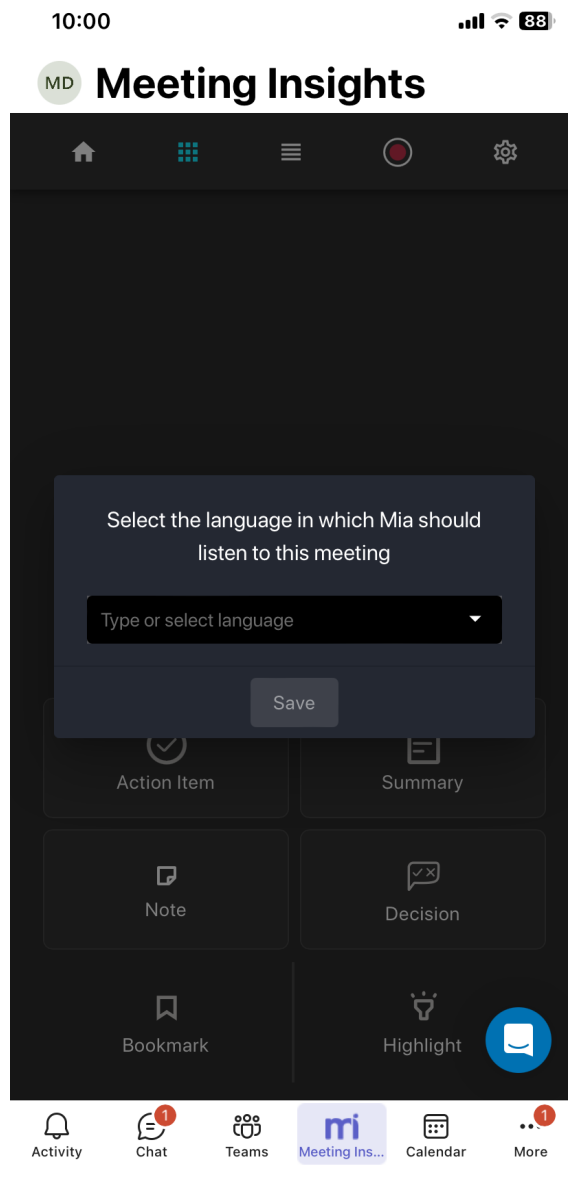 10:00
88
MD
Meeting Insights
Select the language in which Mia should
listen to this meeting
Type or select language
Save
Action Item
Summary
Note
Decision
Bookmark
Highlight
1
mi
1
Activity
Chat
Teams
Meeting Ins...
Calendar
More